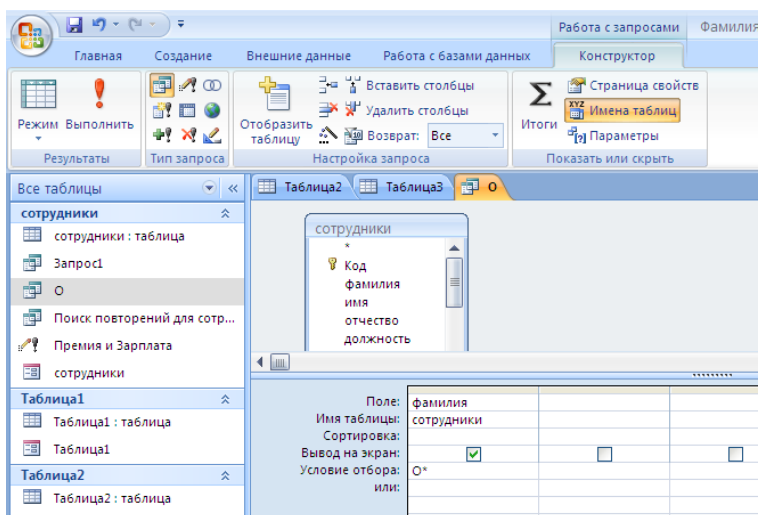 Работа с запросами Фамилия
Главная Создание Внешние данные Работа с базами данных Конструктор
Режим Выполнить
Отобразить таблицу
Вставить столбцы
Удалить столбцы
Возврат: Все
Итоги
Страница свойств
Имена таблиц
Параметры
Результаты Тип запроса Настройка запроса Показать или скрыть
Все таблицы
сотрудники
сотрудники : таблица
Запрос1
О
Поиск повторений для сотр...
Премия и Зарплата
сотрудники
Таблица1
Таблица1 : таблица
Таблица1
Таблица2
Таблица2 : таблица
Таблица2 Таблица3 О
сотрудники
*
Код
фамилия
имя
отчество
должность
Поле: фамилия
Имя таблицы: сотрудники
Сортировка:
Вывод на экран:
Условие отбора: О*
или: